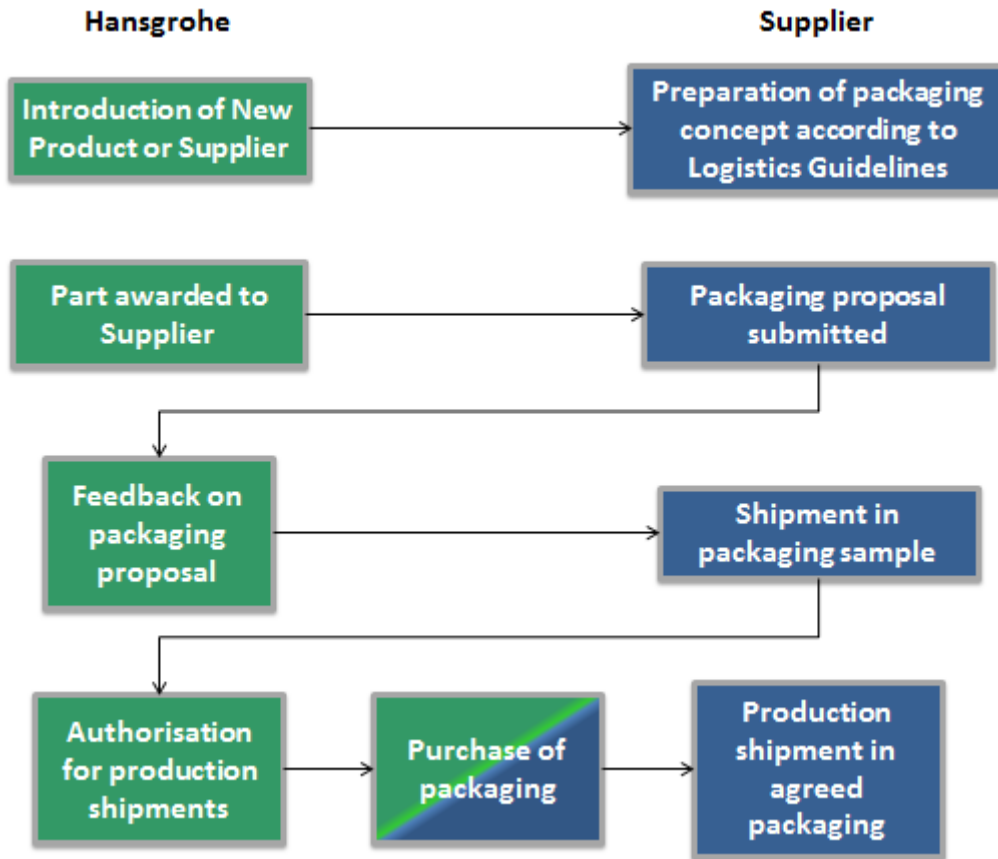 Hansgrohe
Supplier
Introduction of New
Product or Supplier
Preparation of packaging
concept according to
Logistics Guidelines
Part awarded to
Supplier
Packaging proposal
submitted
Feedback on
packaging
proposal
Shipment in
packaging sample
Authorisation
for production
shipments
Purchase of
packaging
Production
shipment in
agreed
packaging